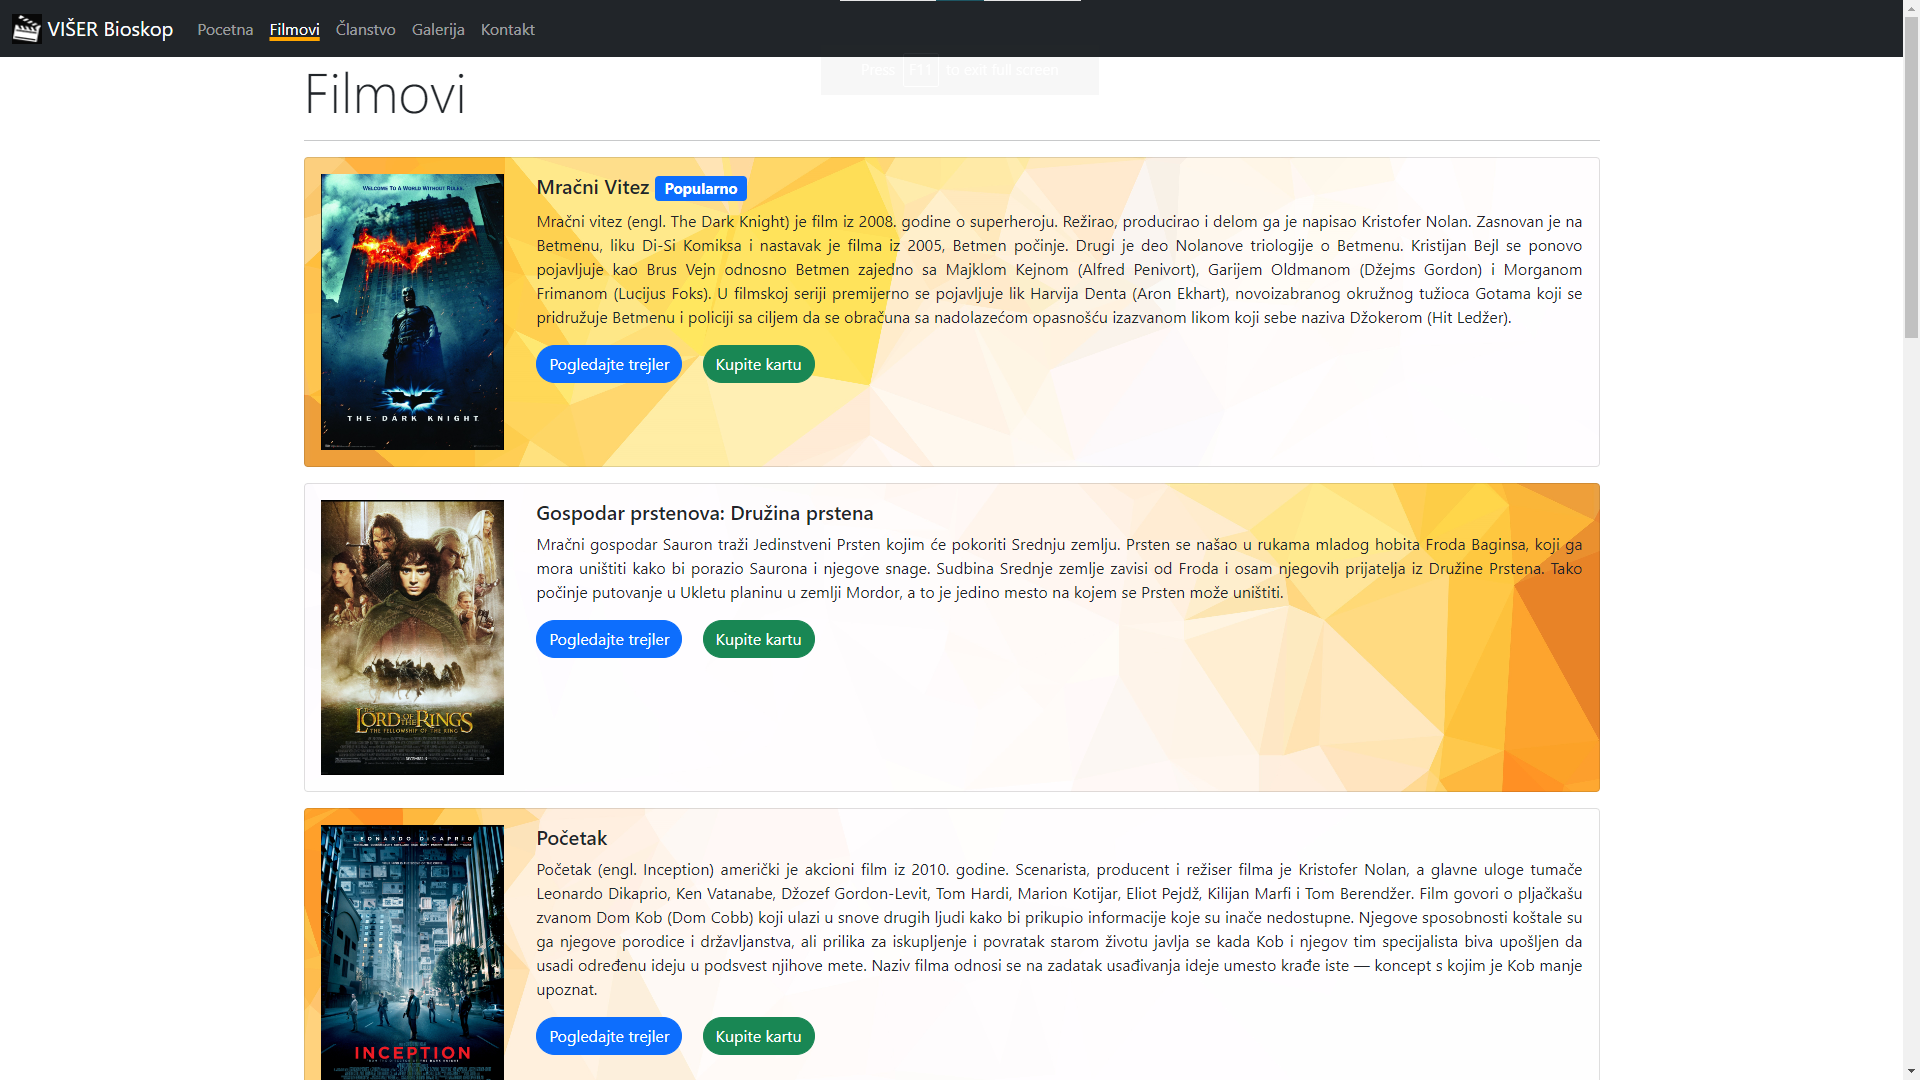 VIŠER Bioskop Pocetna Filmovi Članstvo Galerija Kontakt
Press F11 to exit full screen
Filmovi
WELCOME TO A WORLD WITHOUT RULES.
THE DARK KNIGHT
Mračni Vitez Popularno
Mračni vitez (engl. The Dark Knight) je film iz 2008. godine o superheroju. Režirao, producirao i delom ga je napisao Kristofer Nolan. Zasnovan je na
Betmenu, liku Di-Si Komiksa i nastavak je filma iz 2005, Betmen počinje. Drugi je deo Nolanove triologije o Betmenu. Kristijan Bejl se ponovo
pojavljuje kao Brus Vejn odnosno Betmen zajedno sa Majklom Kejnom (Alfred Penivort), Garijem Oldmanom (Džejms Gordon) i Morganom
Frimanom (Lucijus Foks). U filmskoj seriji premijerno se pojavljuje lik Harvija Denta (Aron Ekhart), novoizabranog okružnog tužioca Gotama koji se
pridružuje Betmenu i policiji sa ciljem da se obračuna sa nadolazećom opasnošću izazvanom likom koji sebe naziva Džokerom (Hit Ledžer).
Pogledajte trejler Kupite kartu
THE LORD OF THE RINGS
THE FELLOWSHIP OF THE RING
Gospodar prstenova: Družina prstena
Mračni gospodar Sauron traži Jedinstveni Prsten kojim će pokoriti Srednju zemlju. Prsten se našao u rukama mladog hobita Froda Baginsa, koji ga
mora uništiti kako bi porazio Saurona i njegove snage. Sudbina Srednje zemlje zavisi od Froda i osam njegovih prijatelja iz Družine Prstena. Tako
počinje putovanje u Ukletu planinu u zemlji Mordor, a to je jedino mesto na kojem se Prsten može uništiti.
Pogledajte trejler Kupite kartu
LEONARDO DiCAPRIO
INCEPTION
Početak
Početak (engl. Inception) američki je akcioni film iz 2010. godine. Scenarista, producent i režiser filma je Kristofer Nolan, a glavne uloge tumače
Leonardo Dikaprio, Ken Vatanabe, Džozef Gordon-Levit, Tom Hardi, Marion Kotijar, Eliot Pejdž, Kilijan Marfi i Tom Berendžer. Film govori o pljačkašu
zvanom Dom Kob (Dom Cobb) koji ulazi u snove drugih ljudi kako bi prikupio informacije koje su inače nedostupne. Njegove sposobnosti koštale su
ga njegove porodice i državljanstva, ali prilika za iskupljenje i povratak starom životu javlja se kada Kob i njegov tim specijalista biva upošljen da
usadi određenu ideju u podsvest njihove mete. Naziv filma odnosi se na zadatak usađivanja ideje umesto krađe iste — koncept s kojim je Kob manje
upoznat.
Pogledajte trejler Kupite kartu